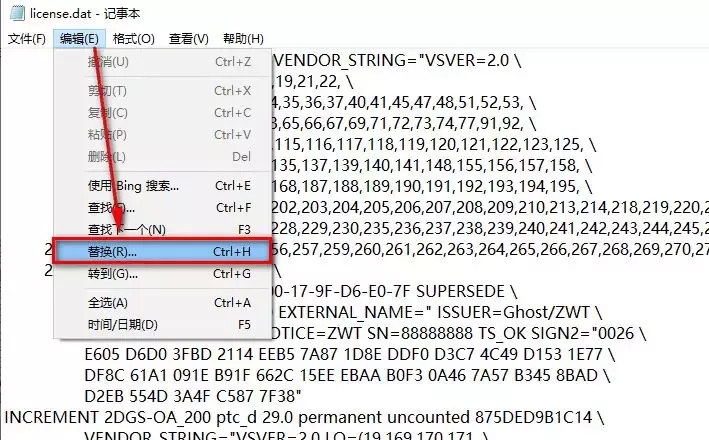 license.dat - 记事本
文件(F) 编辑(E) 格式(O) 查看(V) 帮助(H)
撤消(U) Ctrl+Z VENDOR_STRING="VSVER=2.0 \
,19,21,22, \
剪切(T) Ctrl+X 4,35,36,37,40,41,45,47,48,51,52,53, \
复制(C) Ctrl+C 3,65,66,67,69,71,72,73,74,77,91,92, \
粘贴(P) Ctrl+V 115,116,117,118,119,120,121,122,123,125, \
删除(L) Del 135,137,139,140,141,148,155,156,157,158, \
使用 Bing 搜索... Ctrl+E 168,187,188,189,190,191,192,193,194,195, \
查找(F)... Ctrl+F 202,203,204,205,206,207,208,209,210,213,214,218,219,220
查找下一个(N) F3 228,229,230,235,236,237,238,239,240,241,242,243,244,245
2 替换(R)... Ctrl+H 56,257,259,260,261,262,263,264,265,266,267,268,269,270,27
2 转到(G)... Ctrl+G \
0-17-9F-D6-E0-7F SUPERSEDE \
全选(A) Ctrl+A EXTERNAL_NAME=" ISSUER=Ghost/ZWT \
时间/日期(D) F5 OTICE=ZWT SN=88888888 TS_OK SIGN2="0026 \
E605 D6D0 3FBD 2114 EEB5 7A87 1D8E DDF0 D3C7 4C49 D153 1E77 \
DF8C 61A1 091E B91F 662C 15EE EBAA B0F3 0A46 7A57 B345 8BAD \
D2EB 554D 3A4F C587 7F38"
INCREMENT 2DGS-OA_200 ptc_d 29.0 permanent uncounted 875DED9B1C14 \
VENDOR_STRING="VSVER=2.0 LO=(19,169,170,171,